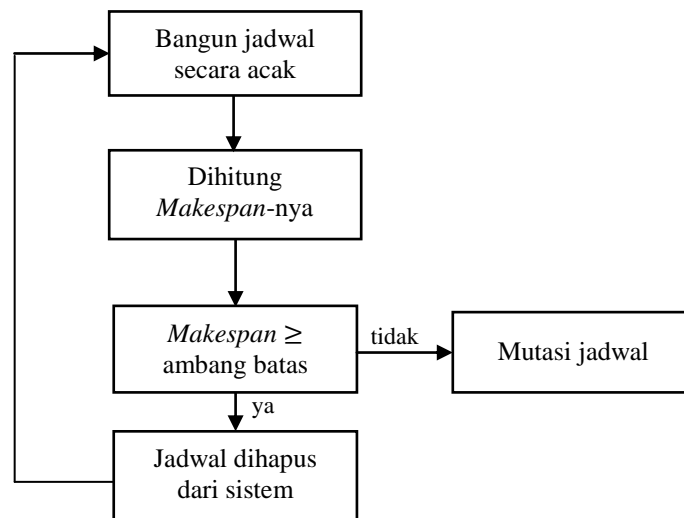 Bangun jadwal
secara acak
Dihitung
Makespan-nya
Makespan ≥
ambang batas
tidak
Mutasi jadwal
ya
Jadwal dihapus
dari sistem